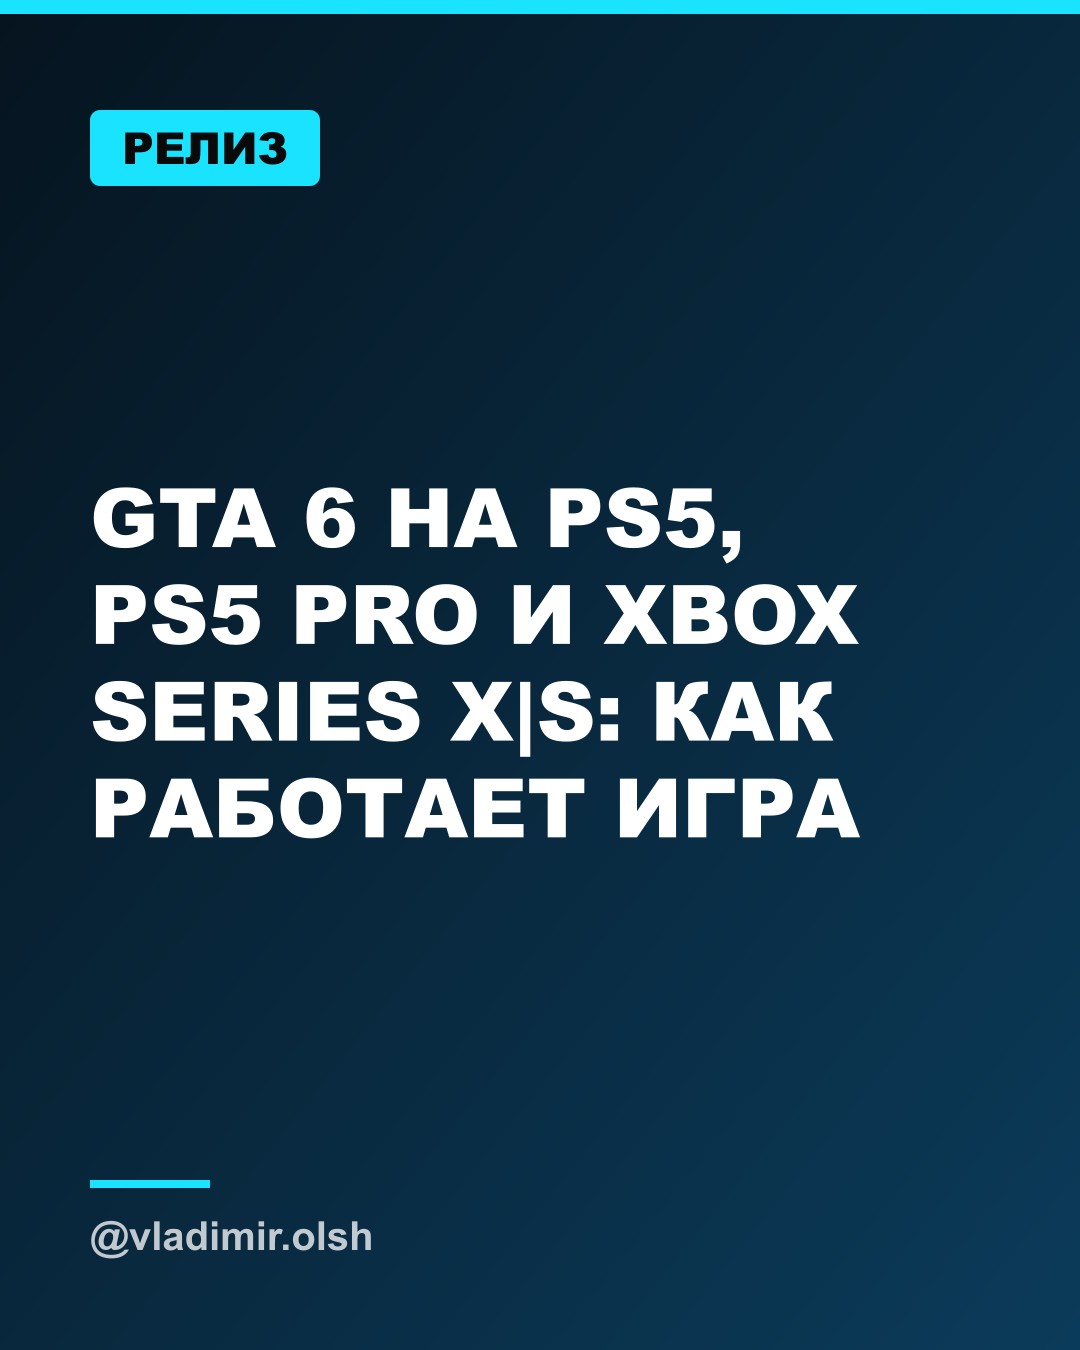 РЕЛИЗ
GTA 6 НА PS5,
PS5 PRO И XBOX
SERIES X|S: КАК
РАБОТАЕТ ИГРА
@vladimir.olsh